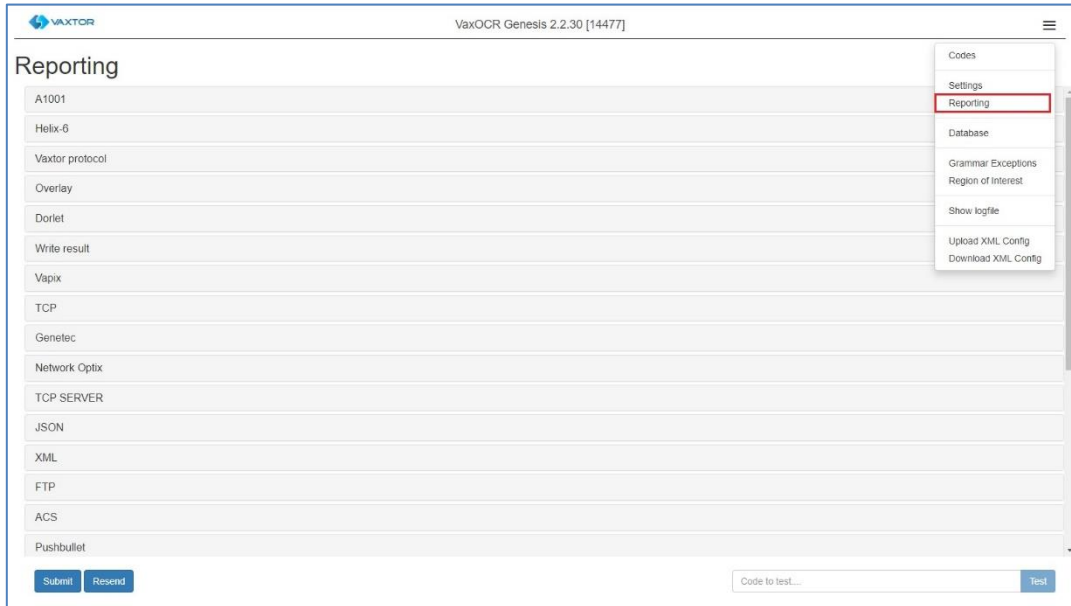 VAXTOR
VaxOCR Genesis 2.2.30 [14477]
Reporting
A1001
Helix-6
Vaxtor protocol
Overlay
Dorlet
Write result
Vapix
TCP
Genetec
Network Optix
TCP SERVER
JSON
XML
FTP
ACS
Pushbullet
Codes
Settings
Reporting
Database
Grammar Exceptions
Region of Interest
Show logfile
Upload XML Config
Download XML Config
Submit Resend Code to test.... Test